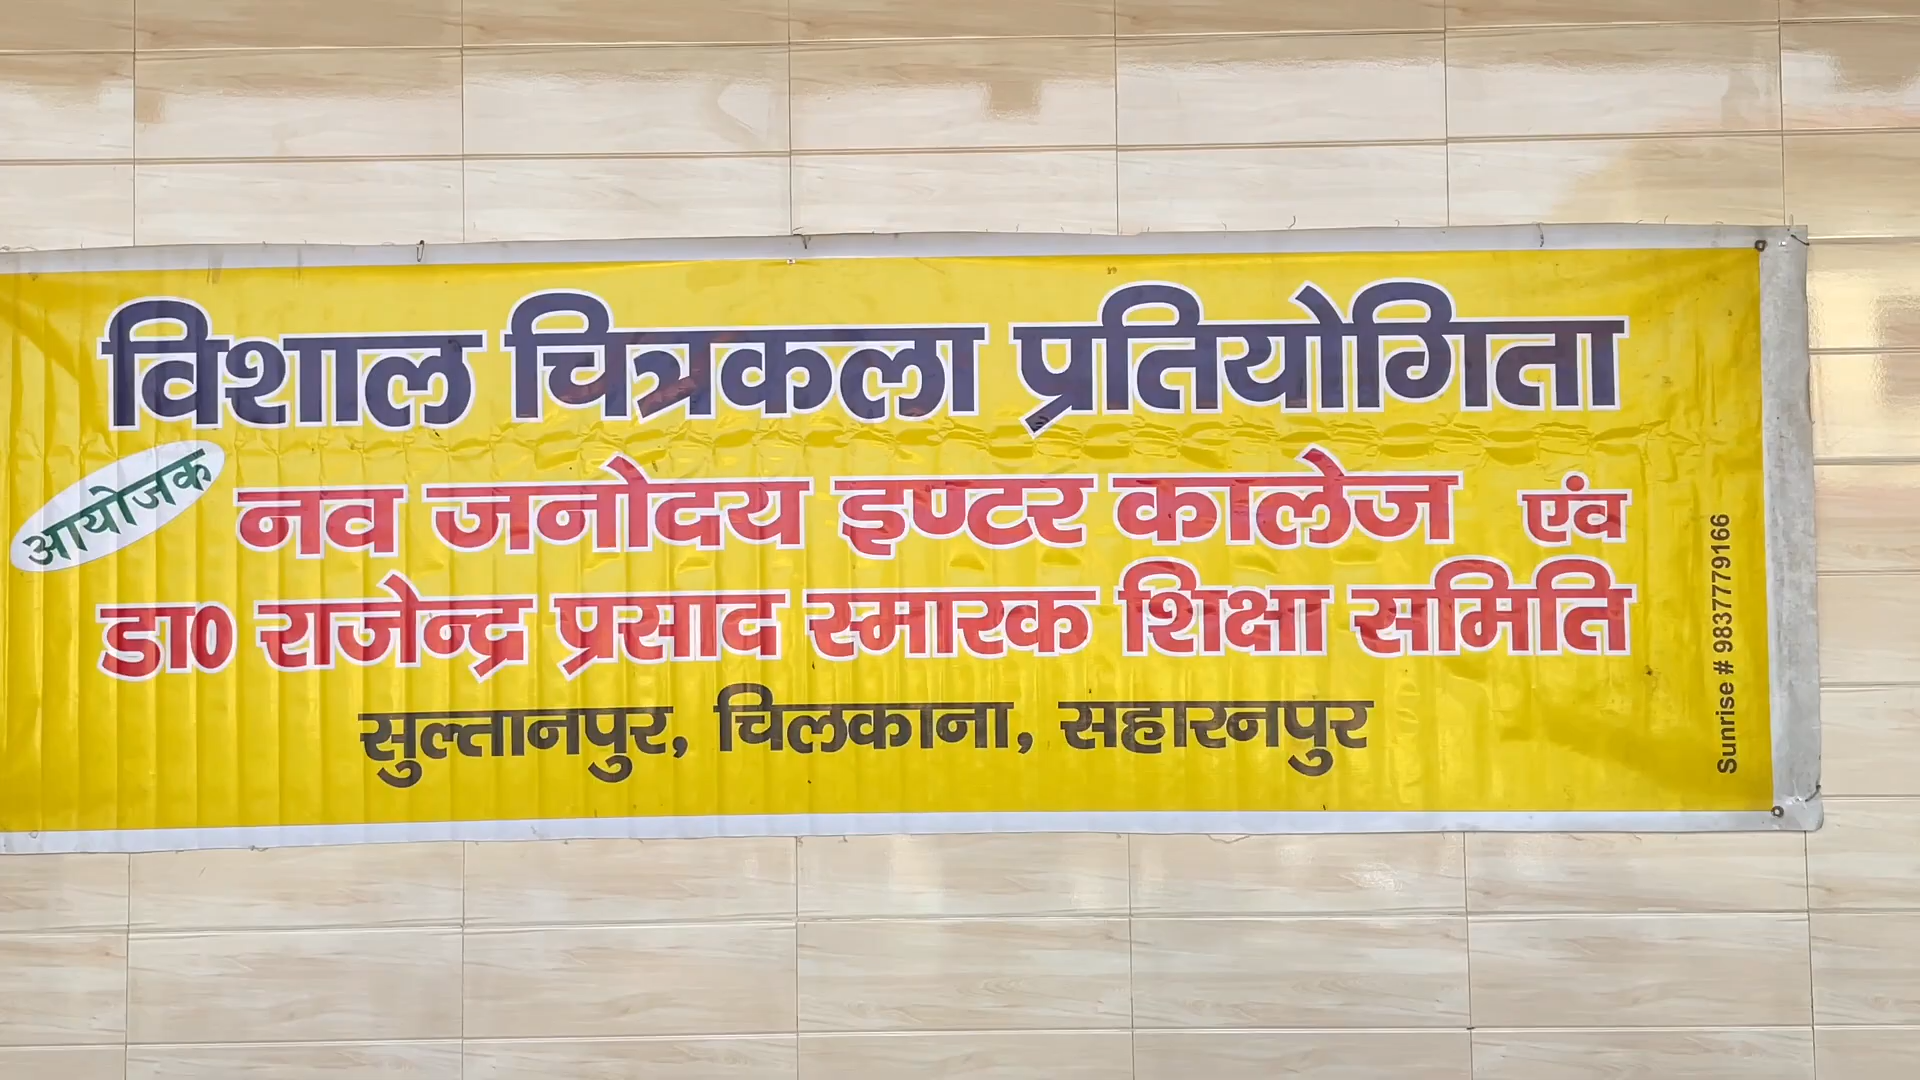 विशाल चित्रकला प्रतियोगिता
आयोजक
नव जनोदय इण्टर कालेज एंव
डा0 राजेन्द्र प्रसाद स्मारक शिक्षा समिति
सुल्तानपुर, चिलकाना, सहारनपुर
Sunrise # 9837779166